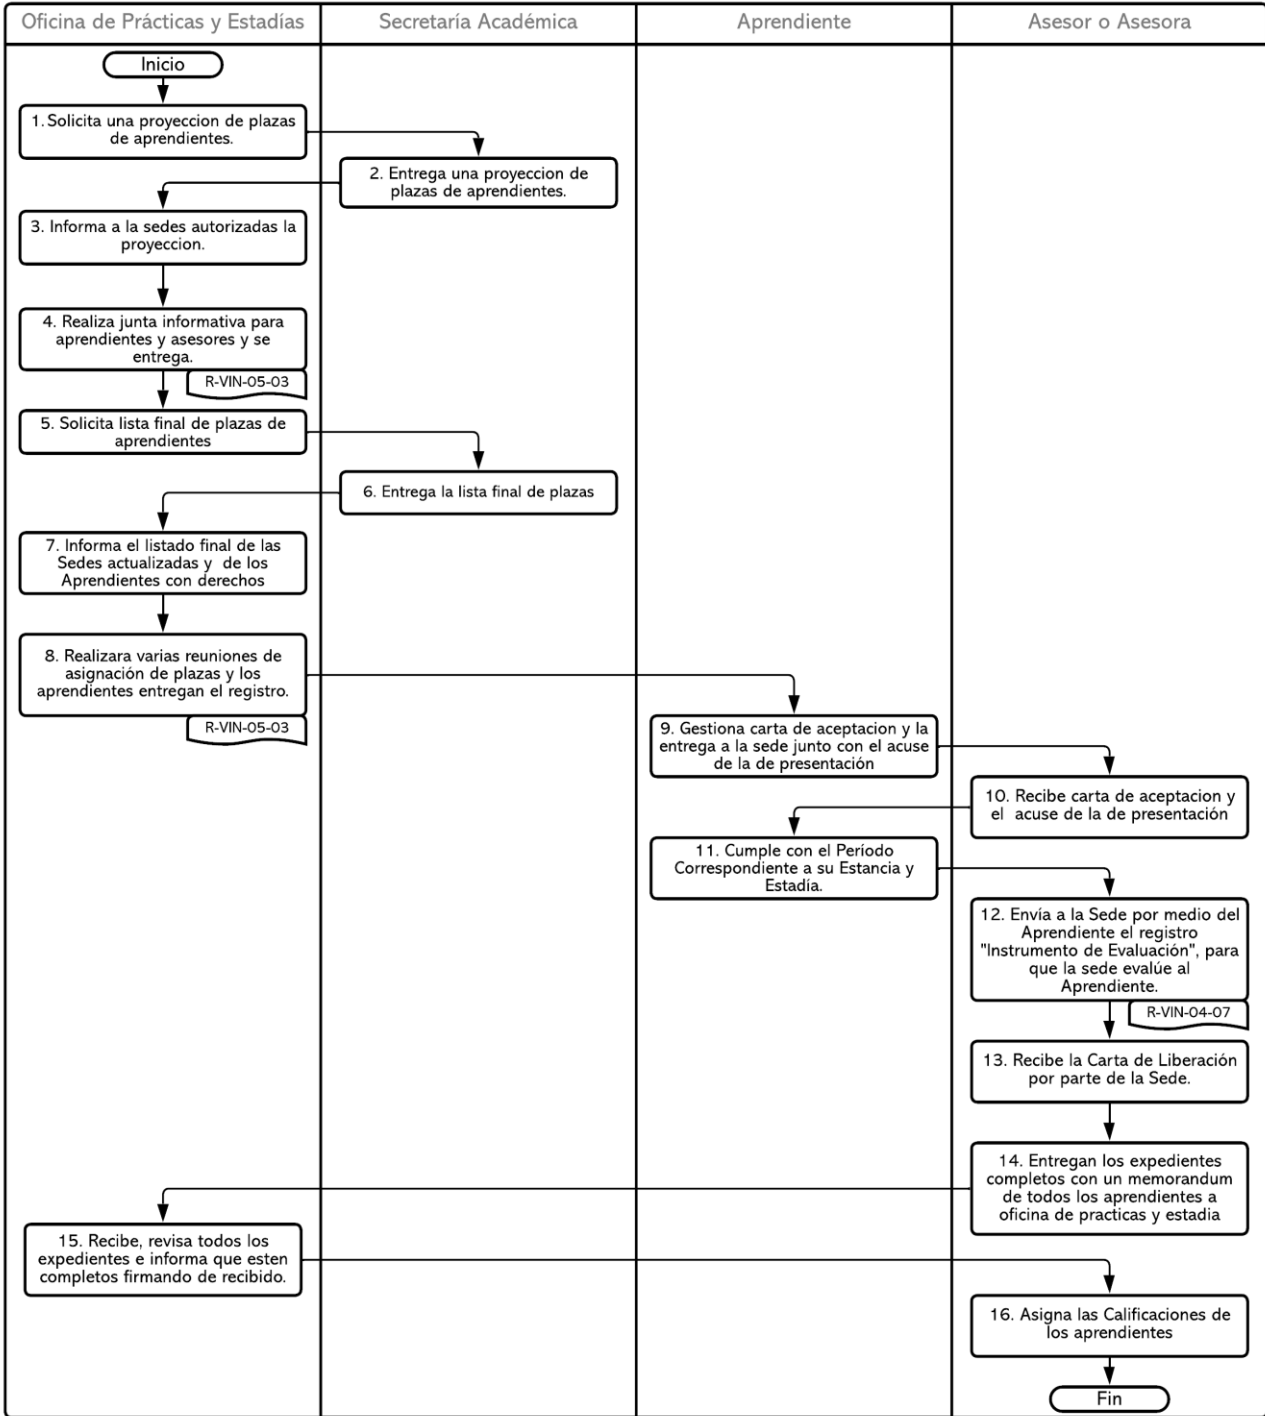 Oficina de Prácticas y Estadías
Secretaría Académica
Aprendiente
Asesor o Asesora
Inicio
1. Solicita una proyeccion de plazas
de aprendientes.
2. Entrega una proyeccion de
plazas de aprendientes.
3. Informa a la sedes autorizadas la
proyeccion.
4. Realiza junta informativa para
aprendientes y asesores y se
entrega.
R-VIN-05-03
5. Solicita lista final de plazas de
aprendientes
6. Entrega la lista final de plazas
7. Informa el listado final de las
Sedes actualizadas y de los
Aprendientes con derechos
8. Realizara varias reuniones de
asignación de plazas y los
aprendientes entregan el registro.
R-VIN-05-03
9. Gestiona carta de aceptacion y la
entrega a la sede junto con el acuse
de la de presentación
10. Recibe carta de aceptacion y
el acuse de la de presentación
11. Cumple con el Período
Correspondiente a su Estancia y
Estadía.
12. Envía a la Sede por medio del
Aprendiente el registro
"Instrumento de Evaluación", para
que la sede evalúe al
Aprendiente.
R-VIN-04-07
13. Recibe la Carta de Liberación
por parte de la Sede.
14. Entregan los expedientes
completos con un memorandum
de todos los aprendientes a
oficina de practicas y estadia
15. Recibe, revisa todos los
expedientes e informa que esten
completos firmando de recibido.
16. Asigna las Calificaciones de
los aprendientes
Fin